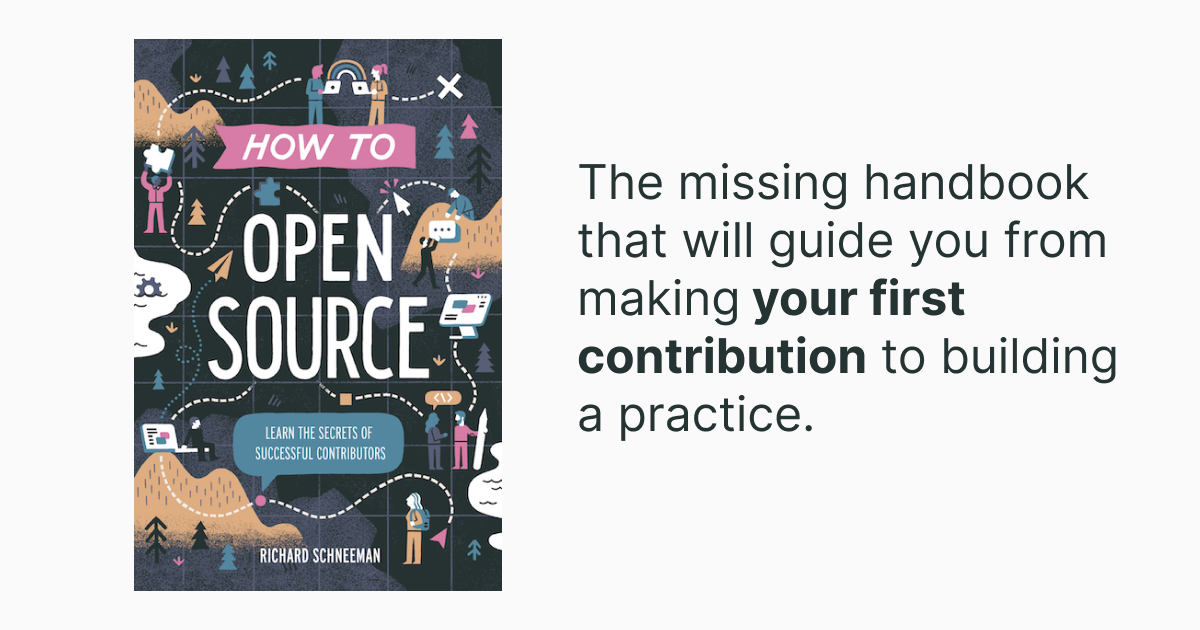 HOW TO
OPEN
SOURCE
</>
LEARN THE SECRETS OF
SUCCESSFUL CONTRIBUTORS
RICHARD SCHNEEMAN
The missing handbook
that will guide you from
making your first
contribution to building
a practice.